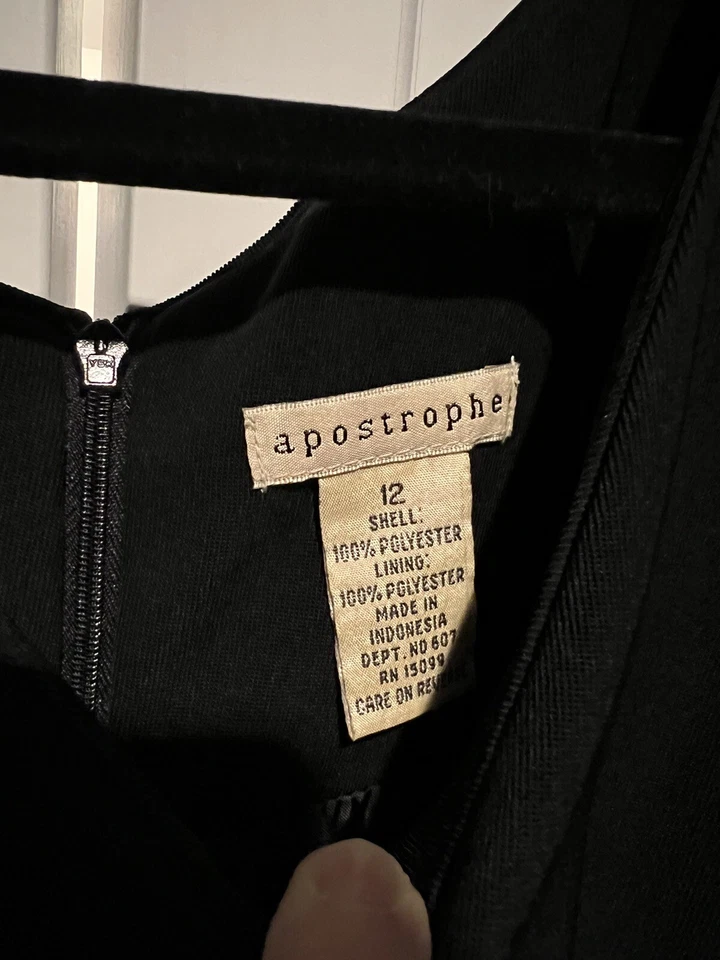 apostrophe
12
SHELL:
100% POLYESTER
LINING:
100% POLYESTER
MADE IN
INDONESIA
DEPT. NO 607
RN 15099
CARE ON